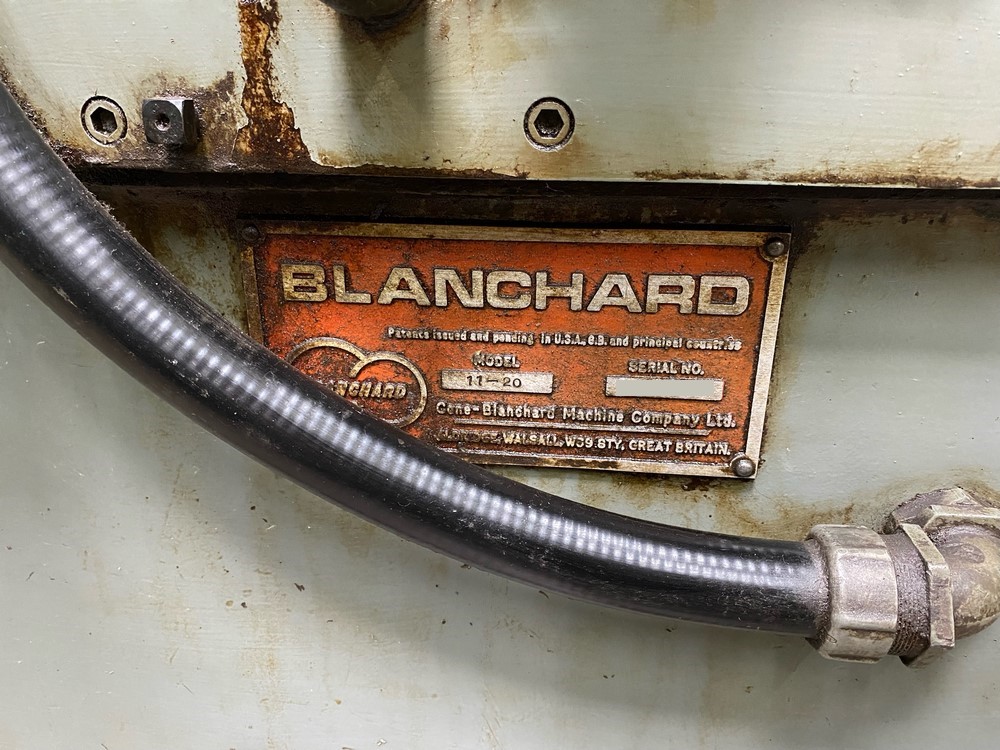 BLANCHARD
Patents issued and pending in U.S.A., G.B. and principal countries
MODEL
SERIAL NO.
11-20
ANCHARD
Cone-Blanchard Machine Company Ltd.
WALSALL, WS9 8TY, GREAT BRITAIN.